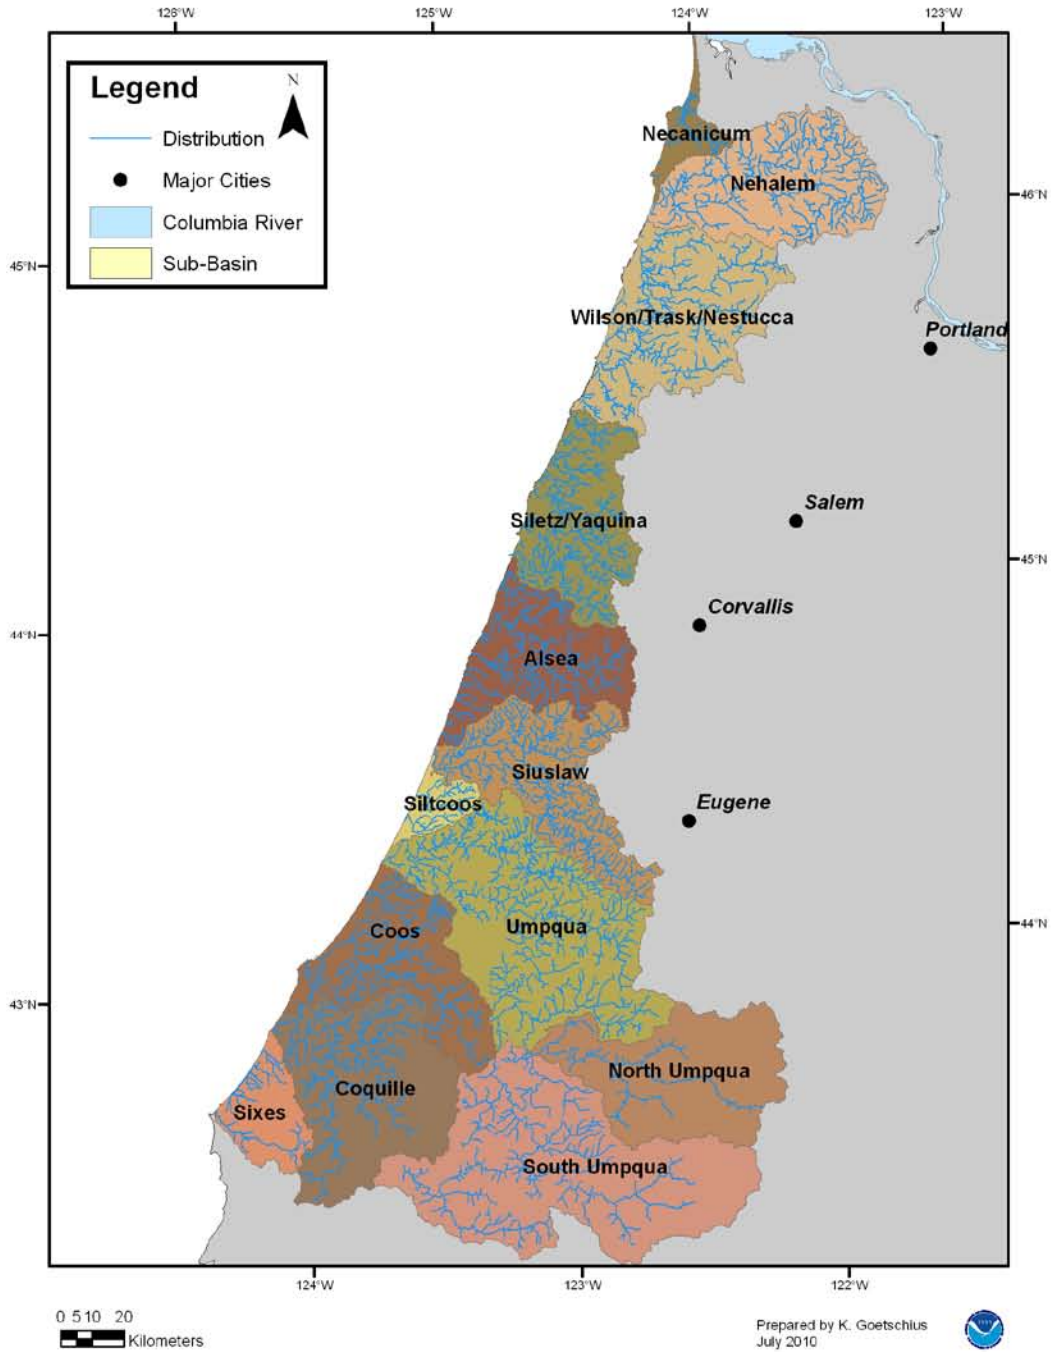 126°W 125°W 124°W 123°W
Legend
N
Distribution
Major Cities
Columbia River
Sub-Basin
Necanicum
Nehalem
46°N
45°N
Wilson/Trask/Nestucca
Portland
Salem
Siletz/Yaquina
45°N
Corvallis
44°N
Alsea
Siuslaw
Siltcoos
Eugene
Coos
Umpqua
44°N
43°N
North Umpqua
Coquille
Sixes
South Umpqua
124°W 123°W 122°W
0 5 10 20
Kilometers
Prepared by K. Goetschius
July 2010